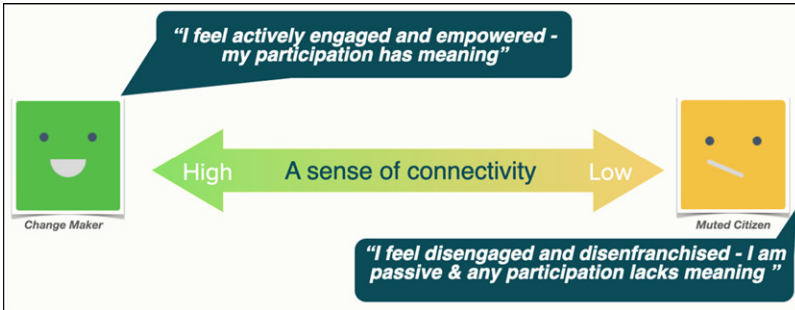 “I feel actively engaged and empowered -
my participation has meaning”
High
A sense of connectivity
Low
Change Maker
Muted Citizen
“I feel disengaged and disenfranchised - I am
passive & any participation lacks meaning ”